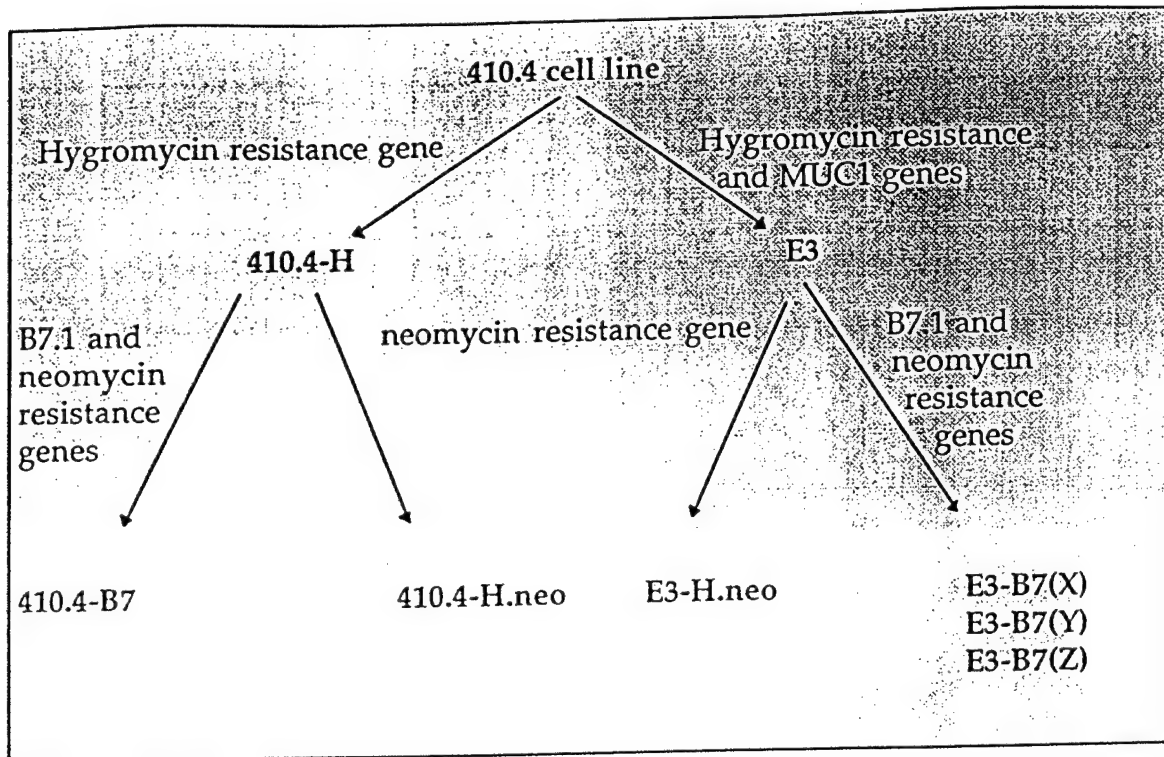 410.4 cell line
Hygromycin resistance gene
Hygromycin resistance
and MUC1 genes
410.4-H
E3
B7.1 and
neomycin
resistance
genes
neomycin resistance gene
B7.1 and
neomycin
resistance
genes
410.4-B7
410.4-H.neo
E3-H.neo
E3-B7(X)
E3-B7(Y)
E3-B7(Z)